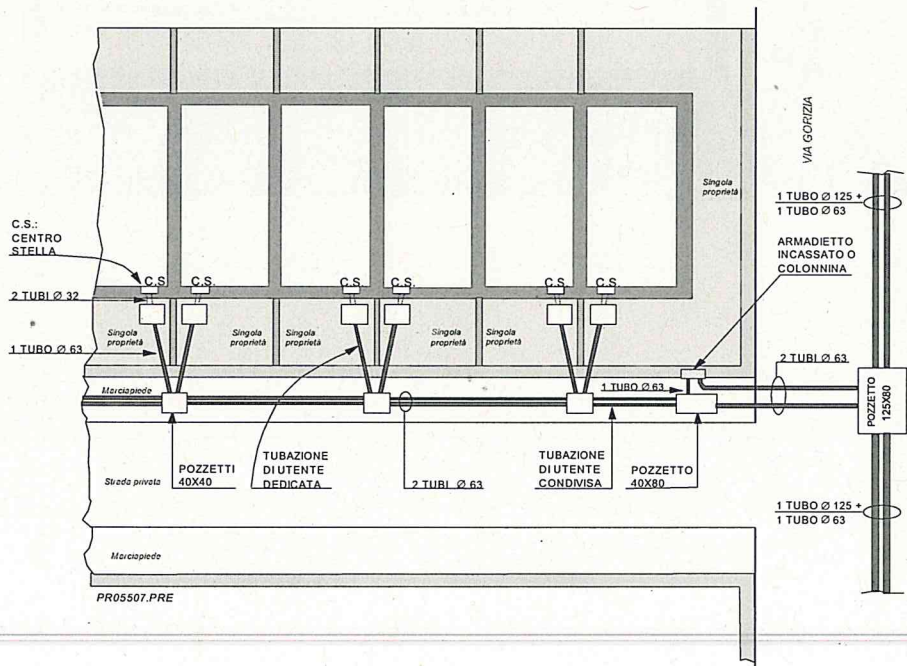 VIA GORIZIA
Singola
proprietà
1 TUBO Ø 125 +
1 TUBO Ø 63
C.S.:
CENTRO
STELLA
ARMADIETTO
INCASSATO O
COLONNINA
C.S.
C.S.
C.S.
C.S.
C.S.
C.S.
2 TUBI Ø 32
Singola
proprietà
Singola
proprietà
Singola
proprietà
Singola
proprietà
Singola
proprietà
1 TUBO Ø 63
2 TUBI Ø 63
Marciapiede
1 TUBO Ø 63
POZZETTO
125X80
POZZETTI
40X40
TUBAZIONE
DI UTENTE
DEDICATA
2 TUBI Ø 63
TUBAZIONE
DI UTENTE
CONDIVISA
POZZETTO
40X80
Strada privata
1 TUBO Ø 125 +
1 TUBO Ø 63
Marciapiede
PR05507.PRE